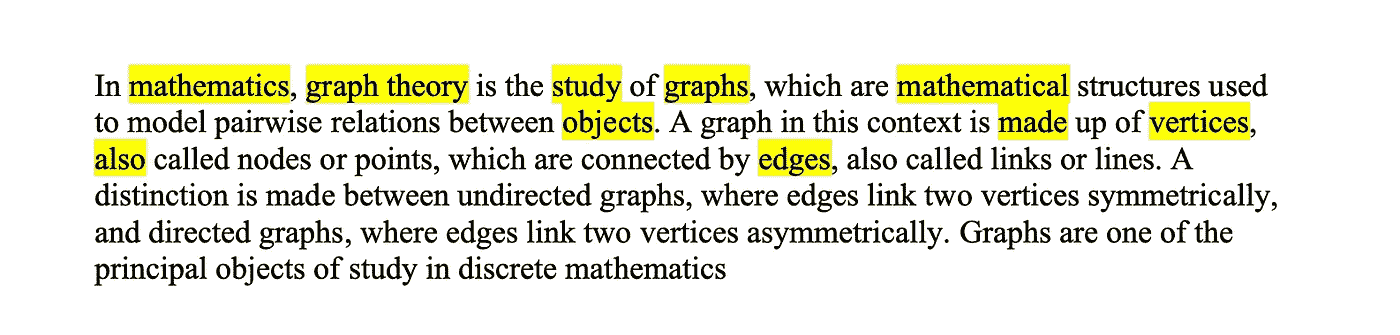 In mathematics, graph theory is the study of graphs, which are mathematical structures used
to model pairwise relations between objects. A graph in this context is made up of vertices,
also called nodes or points, which are connected by edges, also called links or lines. A
distinction is made between undirected graphs, where edges link two vertices symmetrically,
and directed graphs, where edges link two vertices asymmetrically. Graphs are one of the
principal objects of study in discrete mathematics